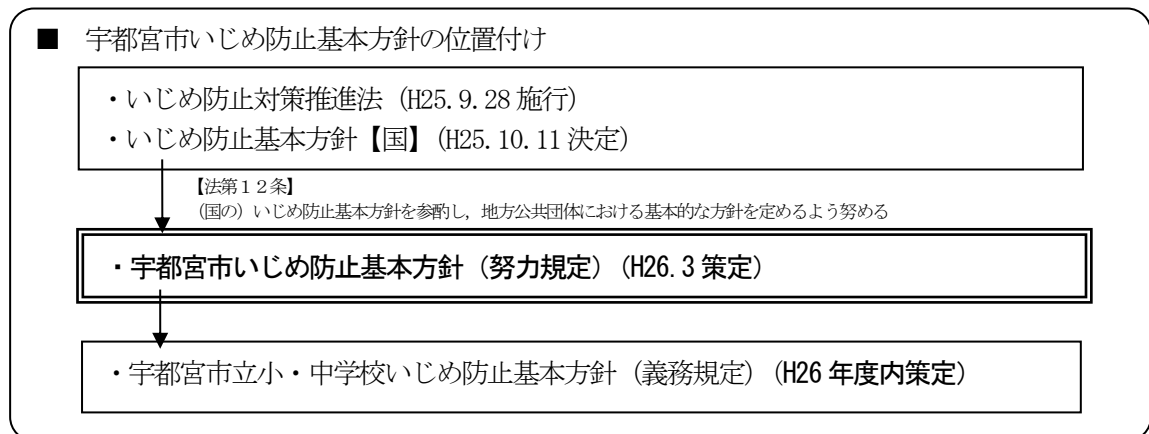 ■ 宇都宮市いじめ防止基本方針の位置付け
・いじめ防止対策推進法（H25.9.28 施行）
・いじめ防止基本方針【国】（H25.10.11 決定）
【法第１２条】
（国の）いじめ防止基本方針を参酌し，地方公共団体における基本的な方針を定めるよう努める
・宇都宮市いじめ防止基本方針（努力規定）（H26.3 策定）
・宇都宮市立小・中学校いじめ防止基本方針（義務規定）（H26 年度内策定）